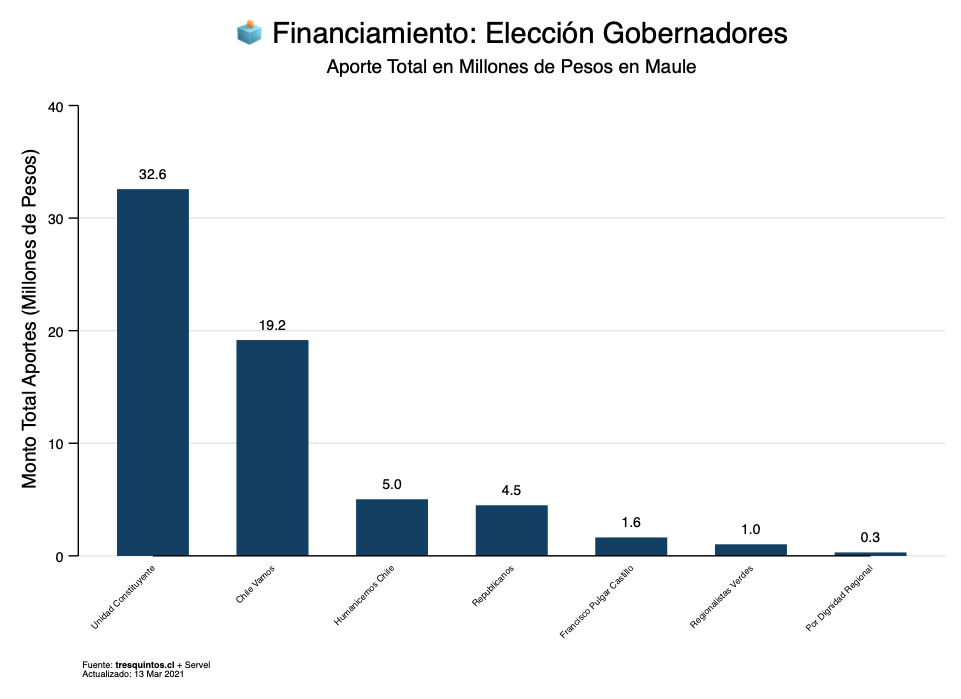 Financiamiento: Elección Gobernadores
Aporte Total en Millones de Pesos en Maule
Monto Total Aportes (Millones de Pesos)
40
30
20
10
0
32.6
19.2
5.0
4.5
1.6
1.0
0.3
Unidad Constituyente
Chile Vamos
Humanicemos Chile
Republicanos
Francisco Pulgar Castillo
Regionalistas Verdes
Por Dignidad Regional
Fuente: tresquintos.cl + Servel
Actualizado: 13 Mar 2021